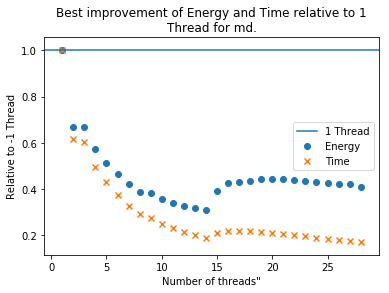 Best improvement of Energy and Time relative to 1
Thread for md.
Relative to -1 Thread
1.0
0.8
0.6
0.4
0.2
1 Thread
Energy
Time
0 5 10 15 20 25
Number of threads"